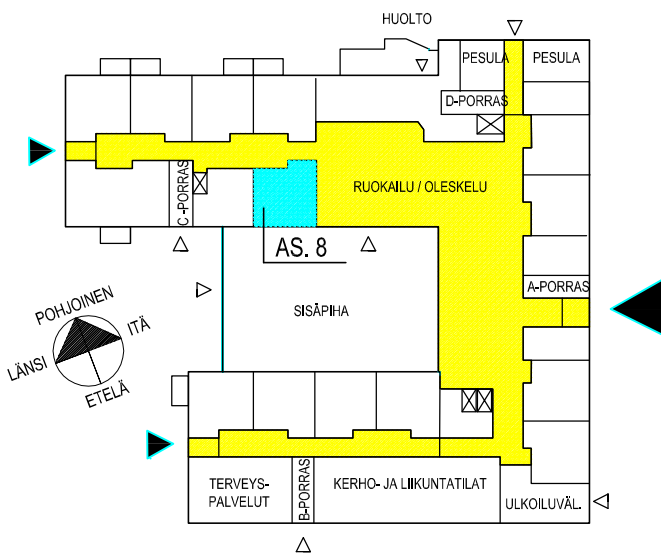 HUOLTO
PESULA
PESULA
D-PORRAS
C-PORRAS
RUOKAILU / OLESKELU
AS. 8
A-PORRAS
SISÄPIHA
POHJOINEN
ITÄ
LÄNSI
ETELÄ
TERVEYS-
PALVELUT
B-PORRAS
KERHO- JA LIIKUNTATILAT
ULKOILUVÄL.